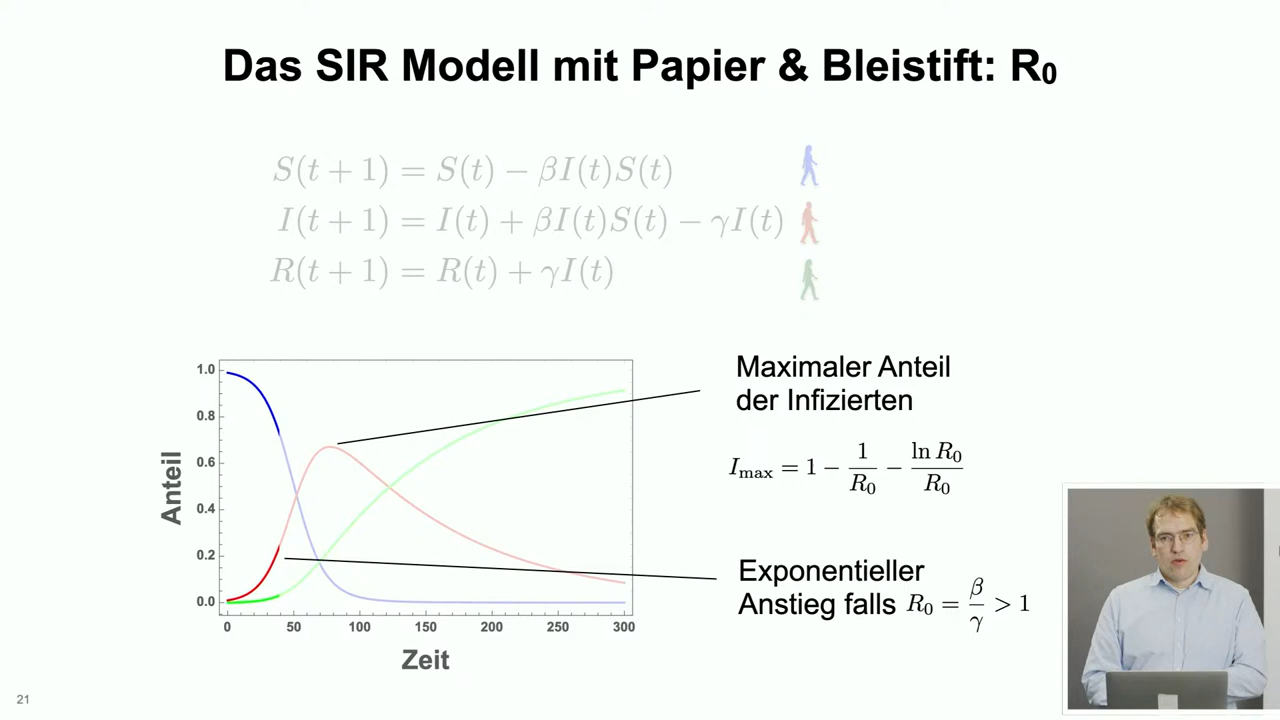 Das SIR Modell mit Papier & Bleistift: R₀
S(t + 1) = S(t) − βI(t)S(t)
I(t + 1) = I(t) + βI(t)S(t) − γI(t)
R(t + 1) = R(t) + γI(t)
Maximaler Anteil
der Infizierten
I_max = 1 − 1/R₀ − ln R₀/R₀
Exponentieller
Anstieg falls R₀ = β/γ > 1
Anteil
1.0
0.8
0.6
0.4
0.2
0.0
0 50 100 150 200 250 300
Zeit
21